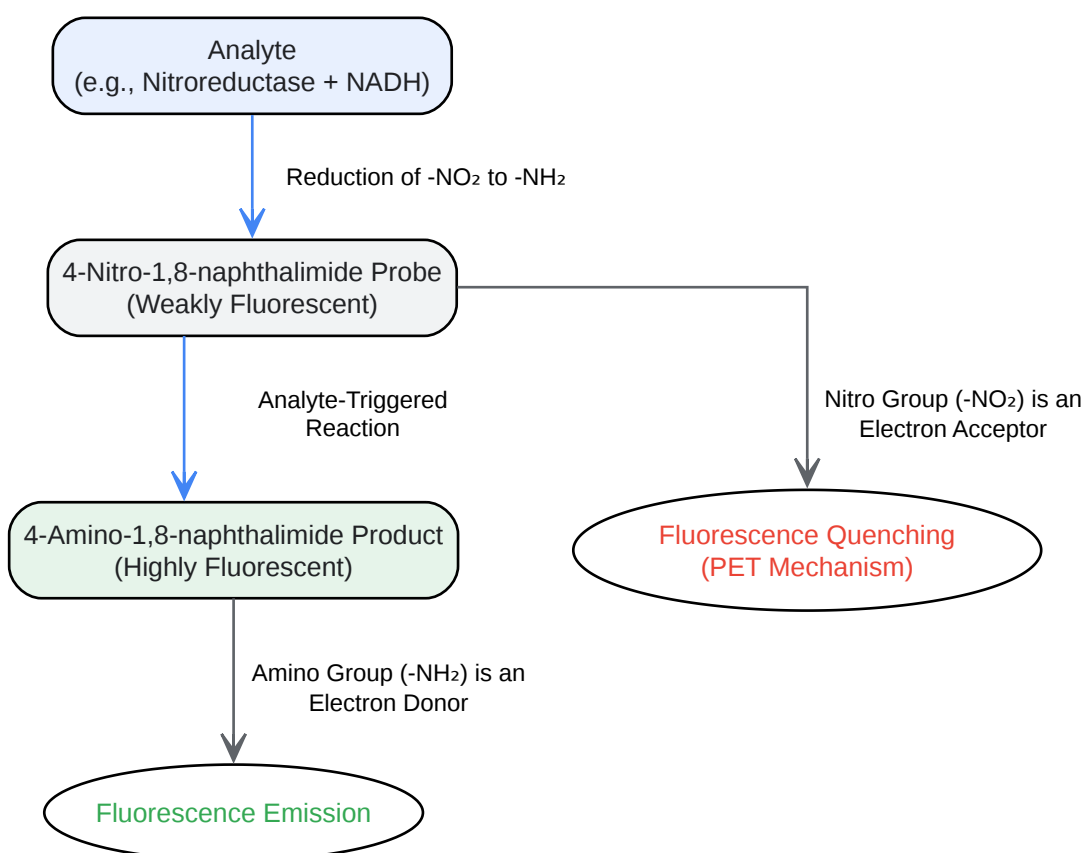 Analyte
(e.g., Nitroreductase + NADH)
Reduction of -NO₂ to -NH₂
4-Nitro-1,8-naphthalimide Probe
(Weakly Fluorescent)
Analyte-Triggered
Reaction
Nitro Group (-NO₂) is an
Electron Acceptor
4-Amino-1,8-naphthalimide Product
(Highly Fluorescent)
Fluorescence Quenching
(PET Mechanism)
Amino Group (-NH₂) is an
Electron Donor
Fluorescence Emission